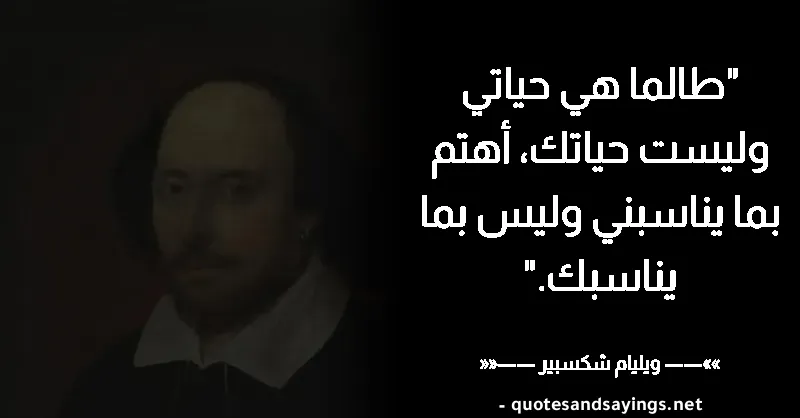 "طالما هي حياتي
وليست حياتك، أهتم
بما يناسبني وليس بما
يناسبك."
»»—— ويليام شكسبير ——««
- quotesandsayings.net